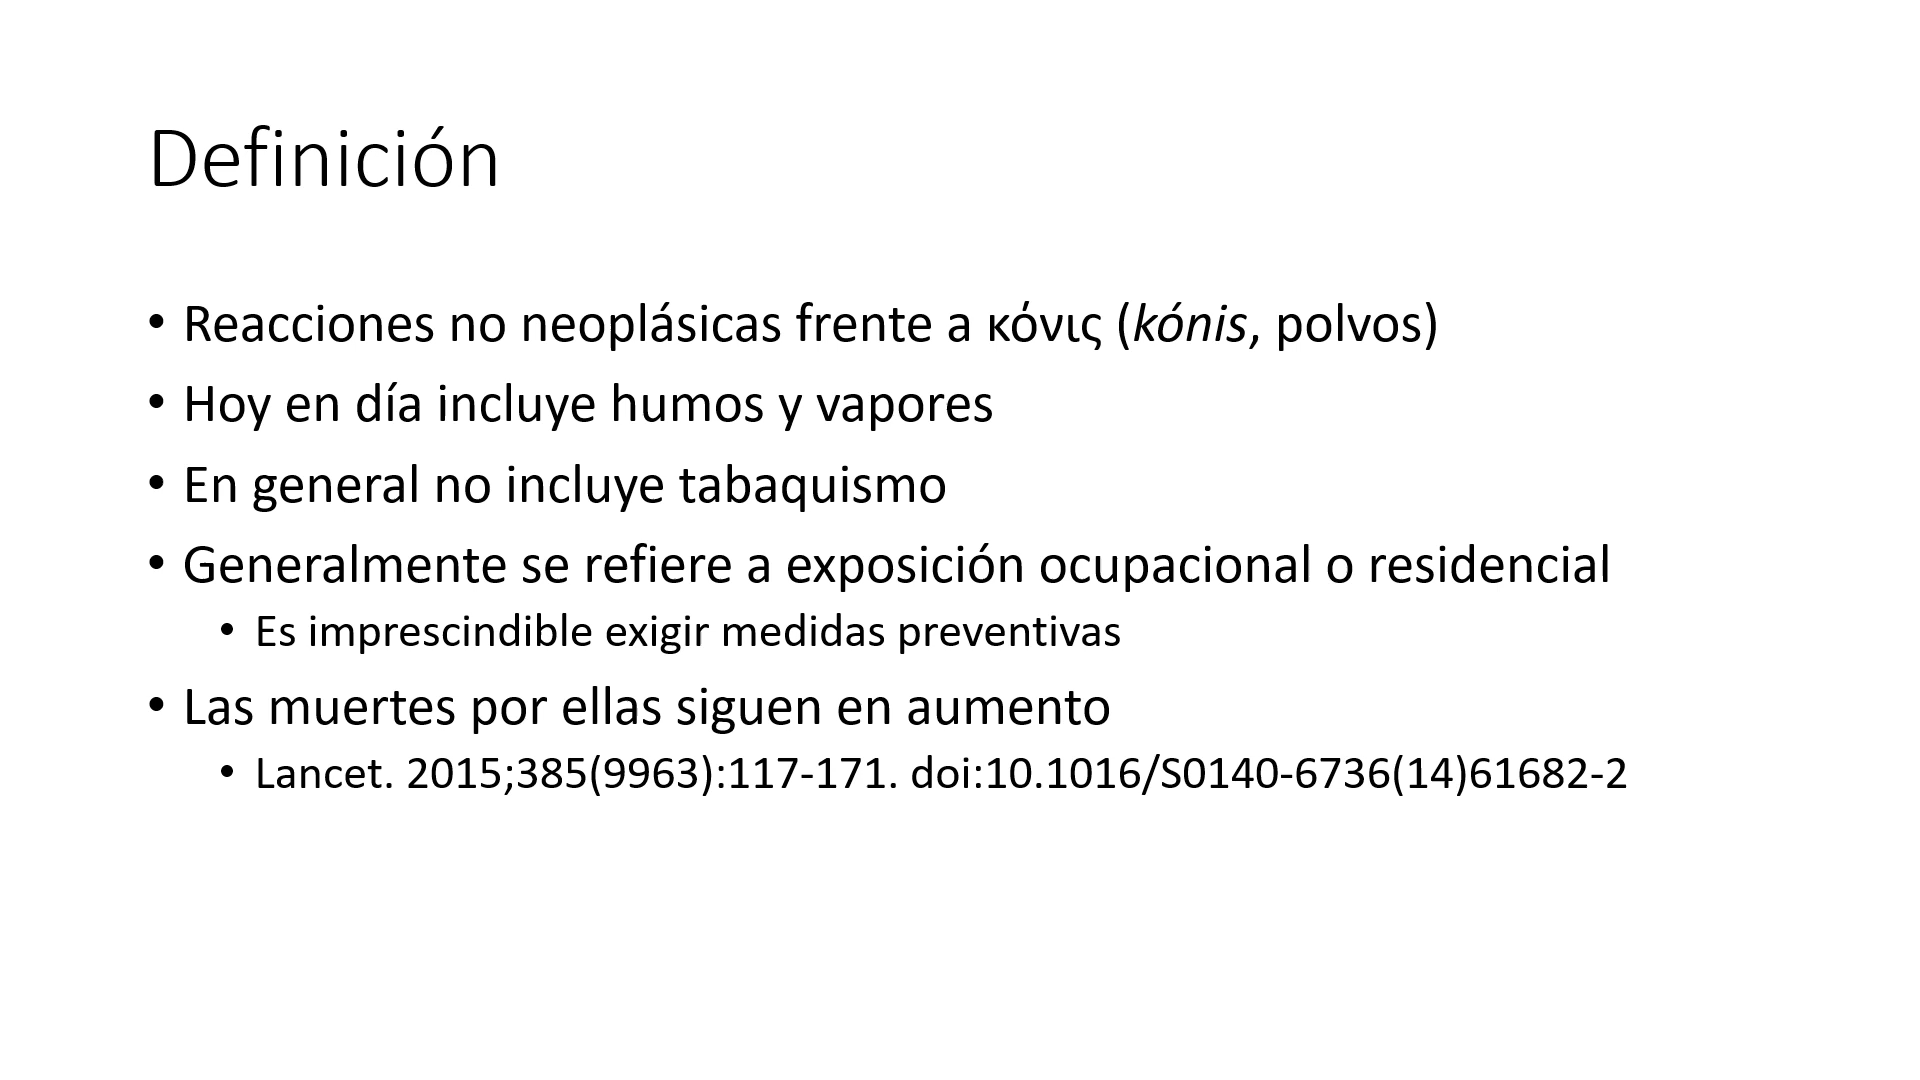 Definición
• Reacciones no neoplásicas frente a κόνις (kónis, polvos)
• Hoy en día incluye humos y vapores
• En general no incluye tabaquismo
• Generalmente se refiere a exposición ocupacional o residencial
• Es imprescindible exigir medidas preventivas
• Las muertes por ellas siguen en aumento
• Lancet. 2015;385(9963):117-171. doi:10.1016/S0140-6736(14)61682-2